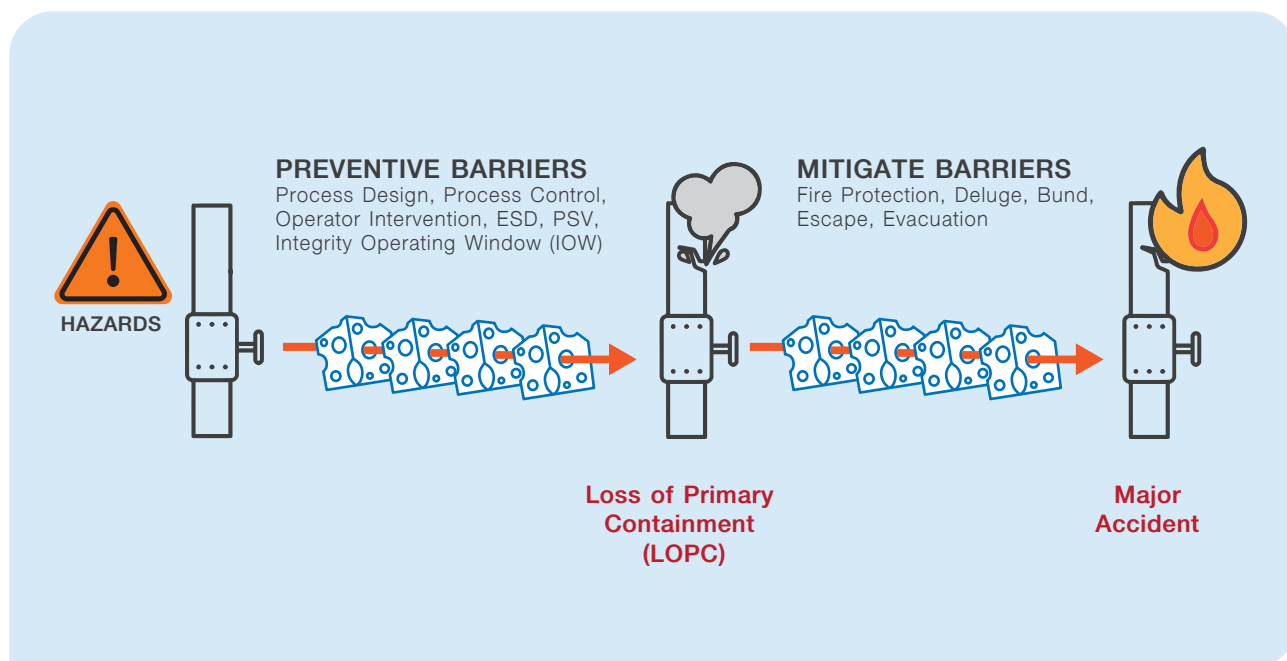 PREVENTIVE BARRIERS
Process Design, Process Control,
Operator Intervention, ESD, PSV,
Integrity Operating Window (IOW)
MITIGATE BARRIERS
Fire Protection, Deluge, Bund,
Escape, Evacuation
HAZARDS
Loss of Primary
Containment
(LOPC)
Major
Accident